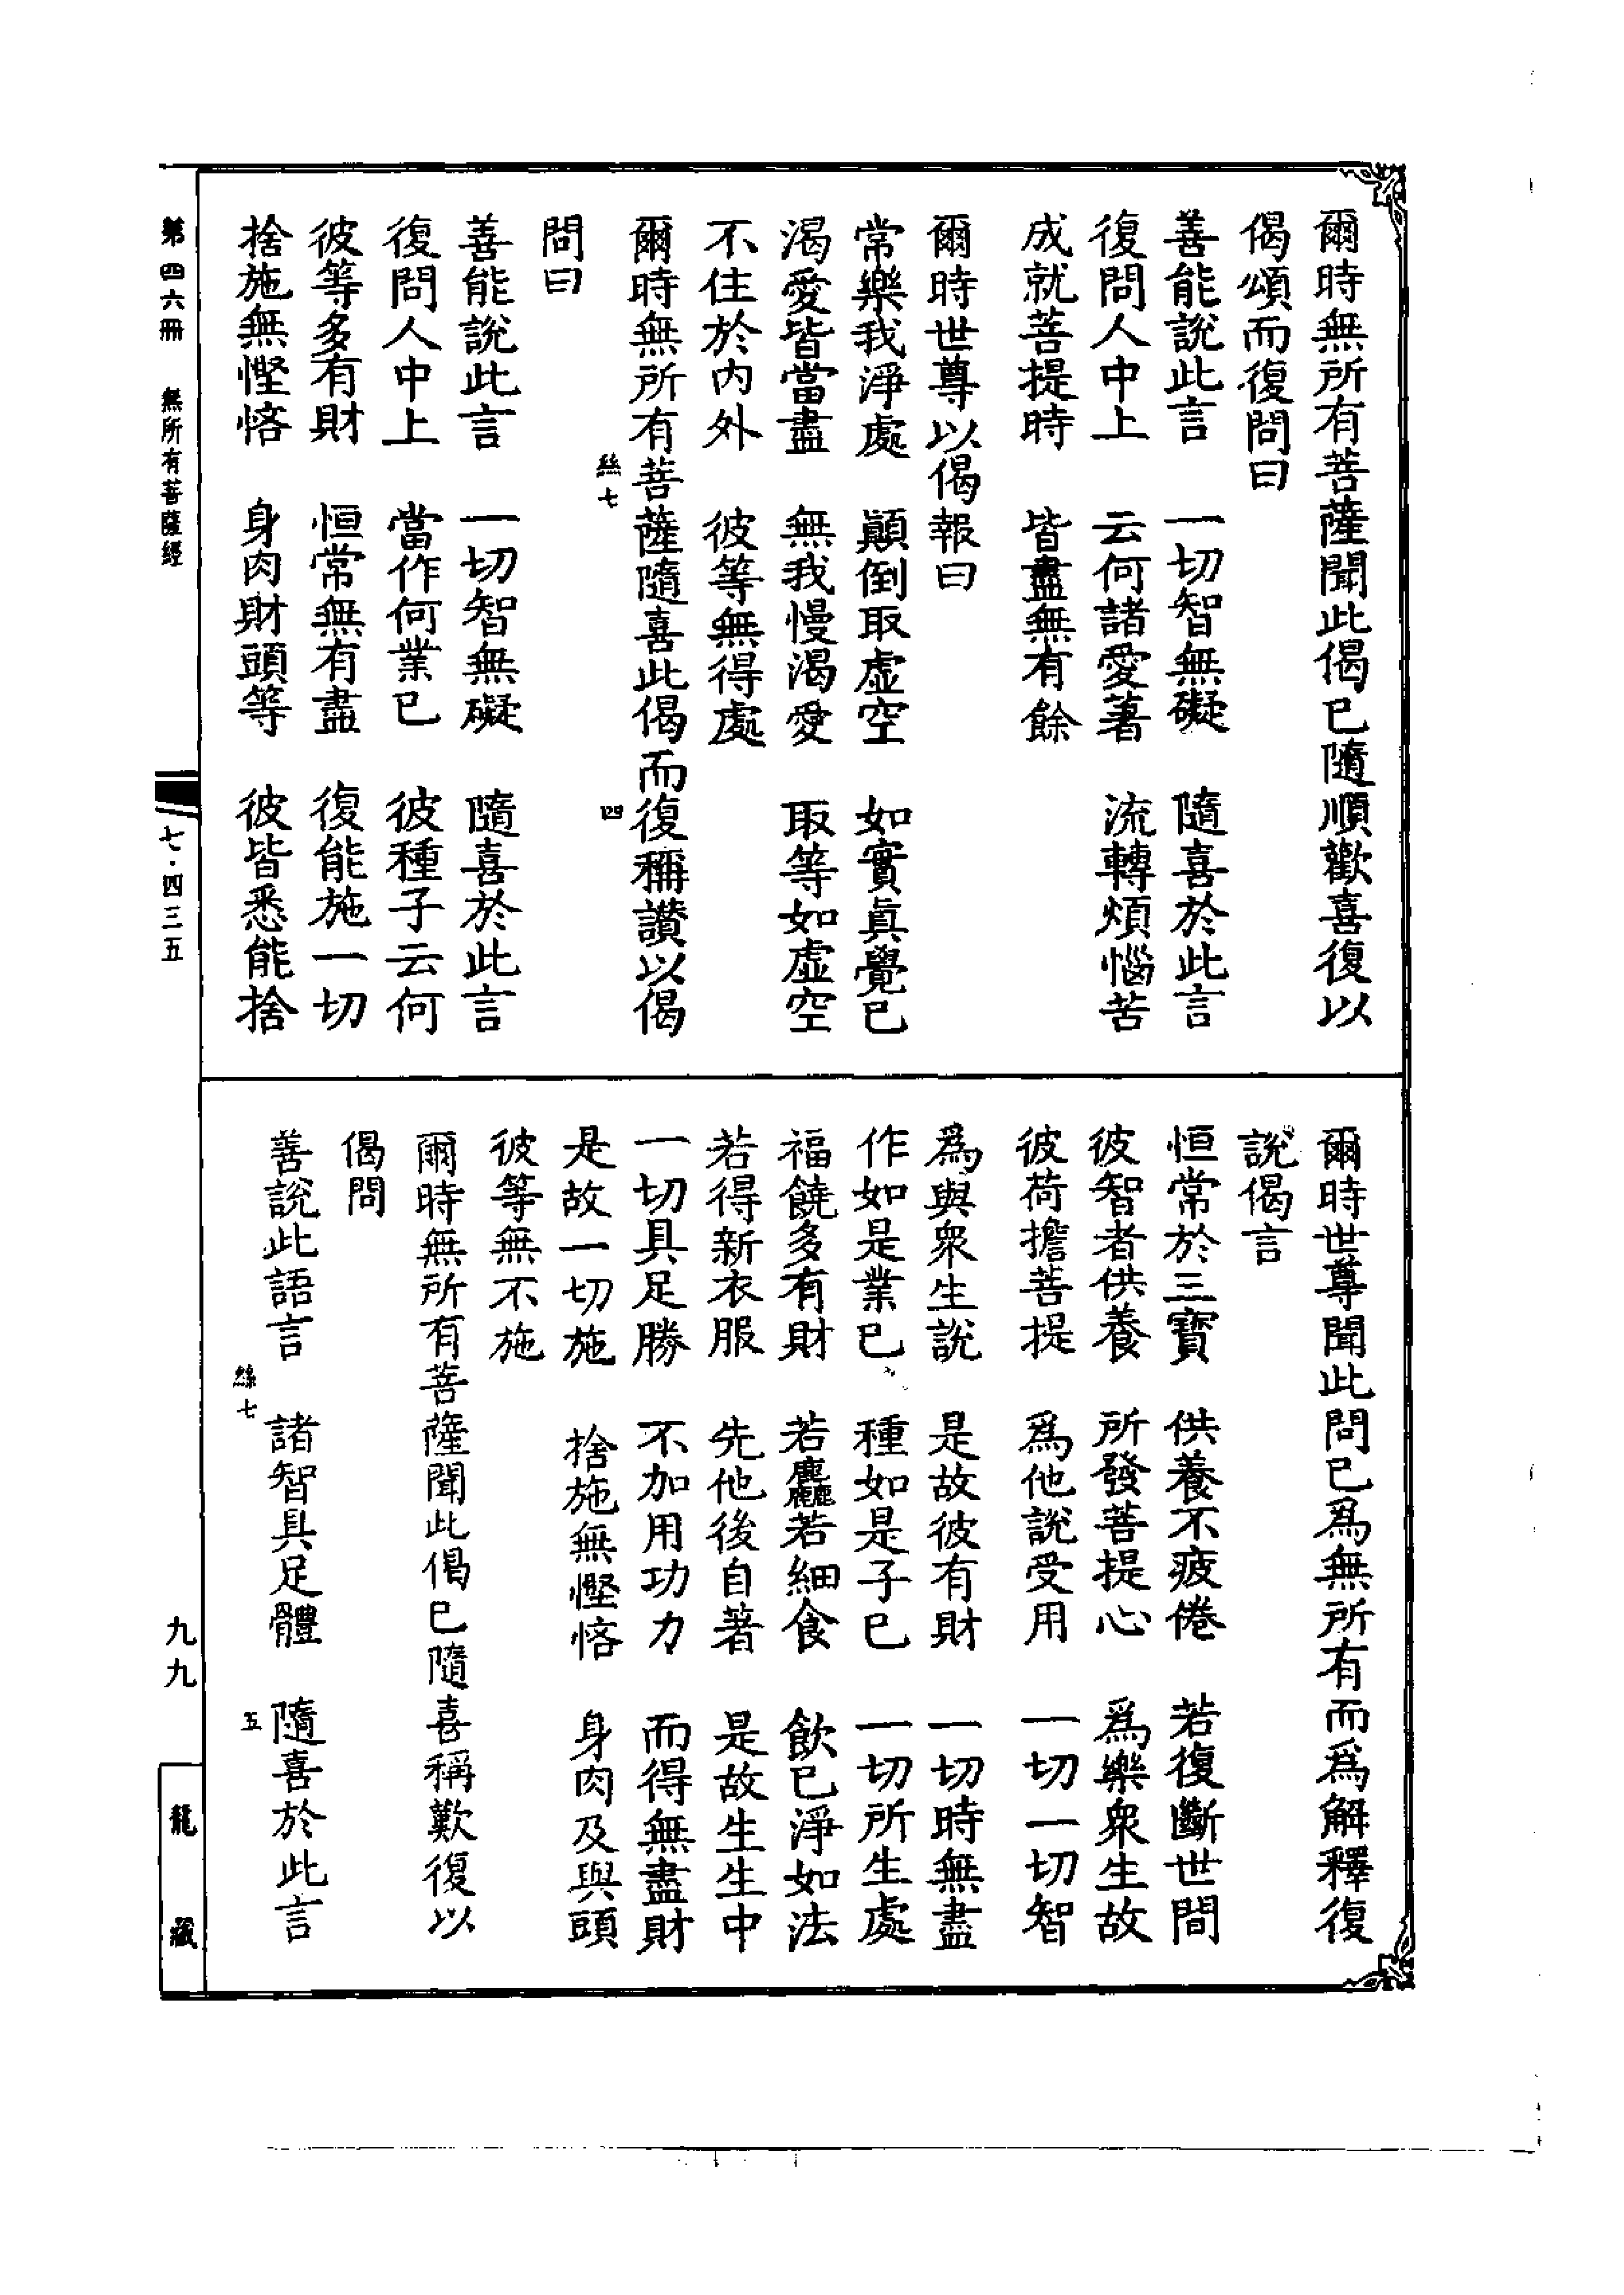 爾時無所有菩薩聞此偈已隨順歡喜復以
偈頌而復問曰
善能說此言　一切智無礙　隨喜於此言
復問人中上　云何諸愛著　流轉煩惱苦
成就菩提時　皆盡無有餘
爾時世尊以偈報曰
常樂我淨處　顛倒取虛空　如實真覺已
渴愛皆當盡　無我慢渴愛　取等如虛空
不住於內外　彼等無得處
爾時無所有菩薩隨喜此偈而復稱讚以偈
絲七　四
問曰
善能說此言　一切智無礙　隨喜於此言
復問人中上　當作何業已　彼種子云何
彼等多有財　恒常無有盡　復能施一切
捨施無慳悋　身肉財頭等　彼皆悉能捨
爾時世尊聞此問已為無所有而為解釋復
說偈言
恒常於三寶　供養不疲倦　若復斷世間
彼智者供養　所發菩提心　為樂眾生故
彼荷擔菩提　為他說受用　一切一切智
為與眾生說　是故彼有財　一切時無盡
作如是業已　種如是子已　一切所生處
福饒多有財　若麤若細食　飲已淨如法
若得新衣服　先他後自著　是故生生中
一切具足勝　不加用功力　而得無盡財
是故一切施　捨施無慳悋　身肉及與頭
彼等無不施
爾時無所有菩薩聞此偈已隨喜稱歎復以
偈問
善說此語言　諸智具足體　隨喜於此言
絲七　五
第四六冊　無所有菩薩經
七·四三五
九九
龍藏